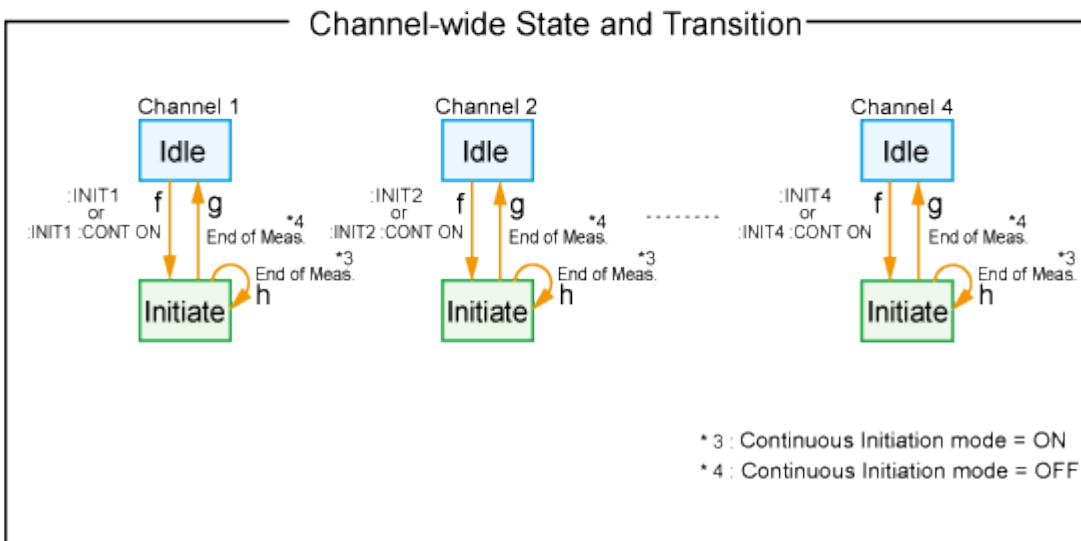 Channel-wide State and Transition
Channel 1
Idle
:INIT1
or
:INIT1 :CONT ON
f
g
*4
End of Meas.
*3
End of Meas.
h
Initiate
Channel 2
Idle
:INIT2
or
:INIT2 :CONT ON
f
g
*4
End of Meas.
*3
End of Meas.
h
Initiate
Channel 4
Idle
:INIT4
or
:INIT4 :CONT ON
f
g
*4
End of Meas.
*3
End of Meas.
h
Initiate
* 3 : Continuous Initiation mode = ON
* 4 : Continuous Initiation mode = OFF